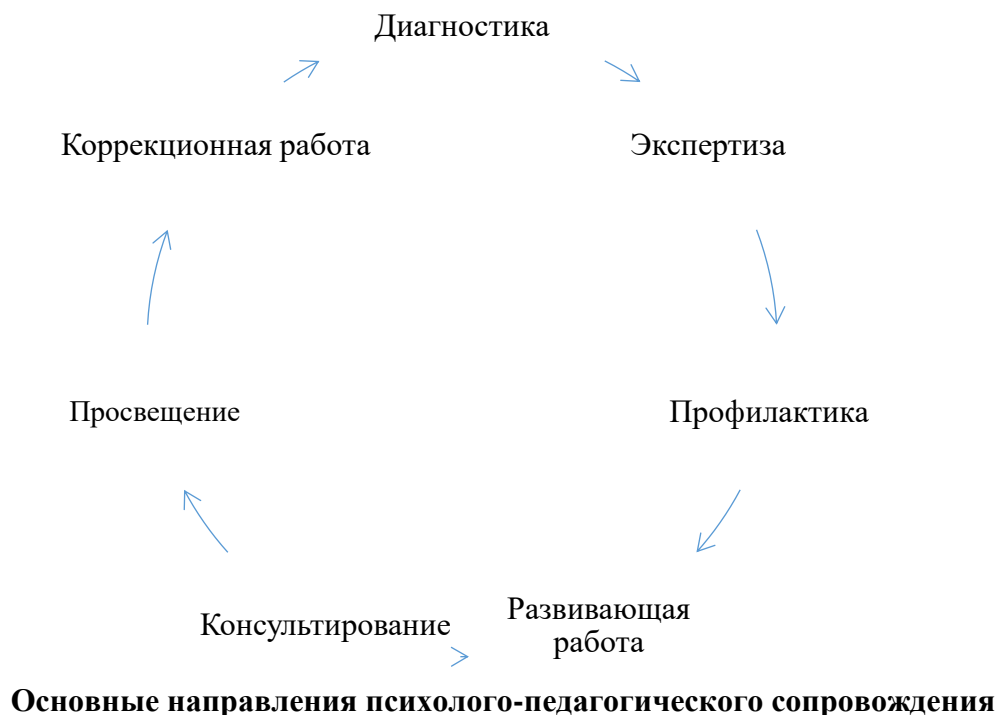 Диагностика
Экспертиза
Профилактика
Развивающая
работа
Консультирование
Просвещение
Коррекционная работа
Основные направления психолого-педагогического сопровождения